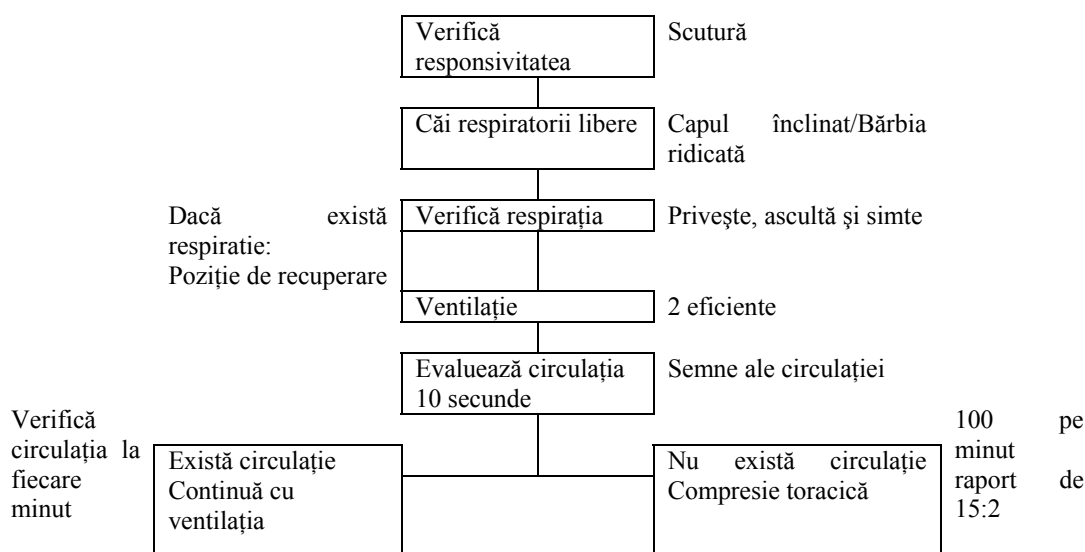 Verifică
responsivitatea
Scutură
Căi respiratorii libere
Capul înclinat/Bărbia
ridicată
Dacă există
respiratie:
Poziție de recuperare
Verifică respirația
Priveşte, ascultă şi simte
Ventilație
2 eficiente
Evaluează circulația
10 secunde
Semne ale circulației
Verifică
circulația la
fiecare
minut
Există circulație
Continuă cu
ventilația
Nu există circulație
Compresie toracică
100 pe
minut
raport de
15:2